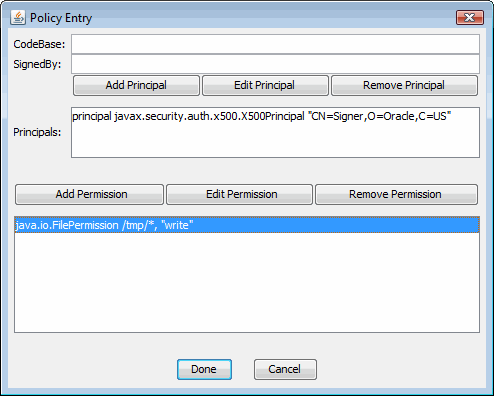 Policy Entry
CodeBase:
SignedBy:
Add Principal Edit Principal Remove Principal
Principals: principal javax.security.auth.x500.X500Principal "CN=Signer,O=Oracle,C=US"
Add Permission Edit Permission Remove Permission
java.io.FilePermission /tmp/*, "write"
Done Cancel